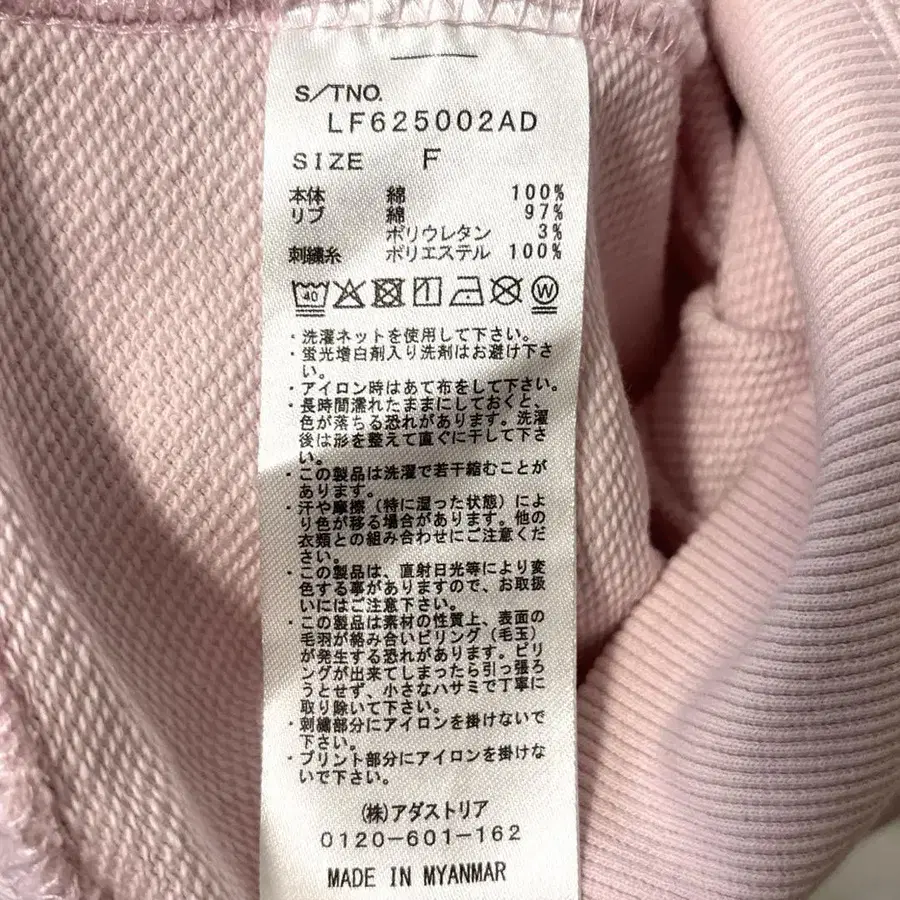 S/TNO.
LF625002AD
SIZE F
本体 綿 100%
リブ 綿 97%
ポリウレタン 3%
刺繍糸 ポリエステル 100%
40 W
・洗濯ネットを使用して下さい。
・蛍光増白剤入り洗剤はお避け下さ
い。
・アイロン時はあて布をして下さい。
・長時間濡れたままにしておくと、
色が落ちる恐れがあります。洗濯
後は形を整えて直ぐに干して下さ
い。
・この製品は洗濯で若干縮むことが
あります。
・汗や摩擦（特に湿った状態）によ
り色が移る場合があります。他の
衣類との組み合わせにご注意くだ
さい。
・この製品は、直射日光等により変
色する事がありますので、お取扱
いにはご注意下さい。
・この製品は素材の性質上、表面の
毛羽が絡み合いピリング（毛玉）
が発生する恐れがあります。ピリ
ングが出来てしまったら引っ張ろ
うとせず、小さなハサミで丁寧に
取り除いて下さい。
・刺繍部分にアイロンを掛けないで
下さい。
・プリント部分にアイロンを掛けな
いで下さい。
(株)アダストリア
0120-601-162
MADE IN MYANMAR